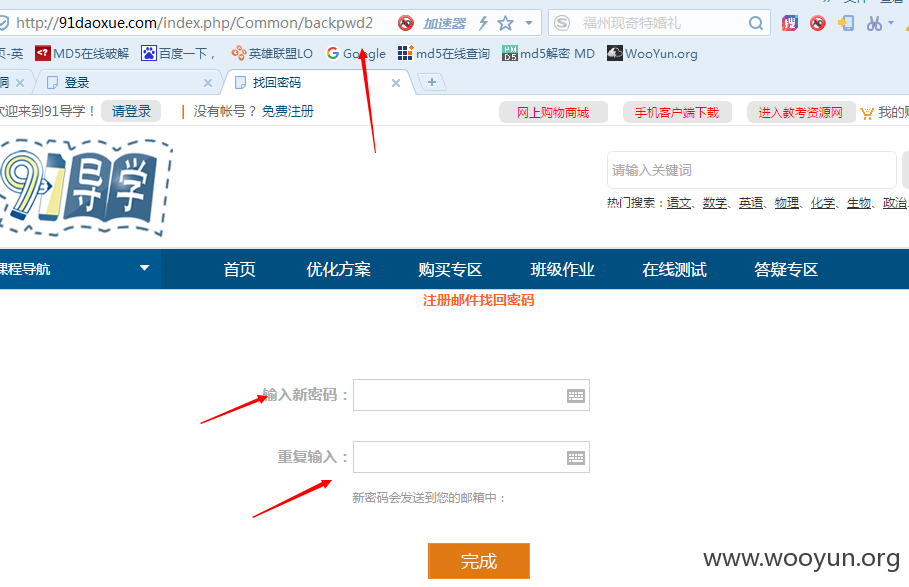 http://91daoxue.com/index.php/Common/backpwd2 加速器 福州现奇特婚礼
页-英 MD5在线破解 百度一下， 英雄联盟LO Google md5在线查询 md5解密 MD WooYun.org
洞 登录 找回密码
欢迎来到91导学！ 请登录 | 没有帐号？ 免费注册 网上购物商城 手机客户端下载 进入教考资源网 我的购
91导学
请输入关键词
热门搜索：语文、数学、英语、物理、化学、生物、政治、
课程导航 首页 优化方案 购买专区 班级作业 在线测试 答疑专区
注册邮件找回密码
输入新密码：
重复输入：
新密码会发送到您的邮箱中：
完成
www.wooyun.org